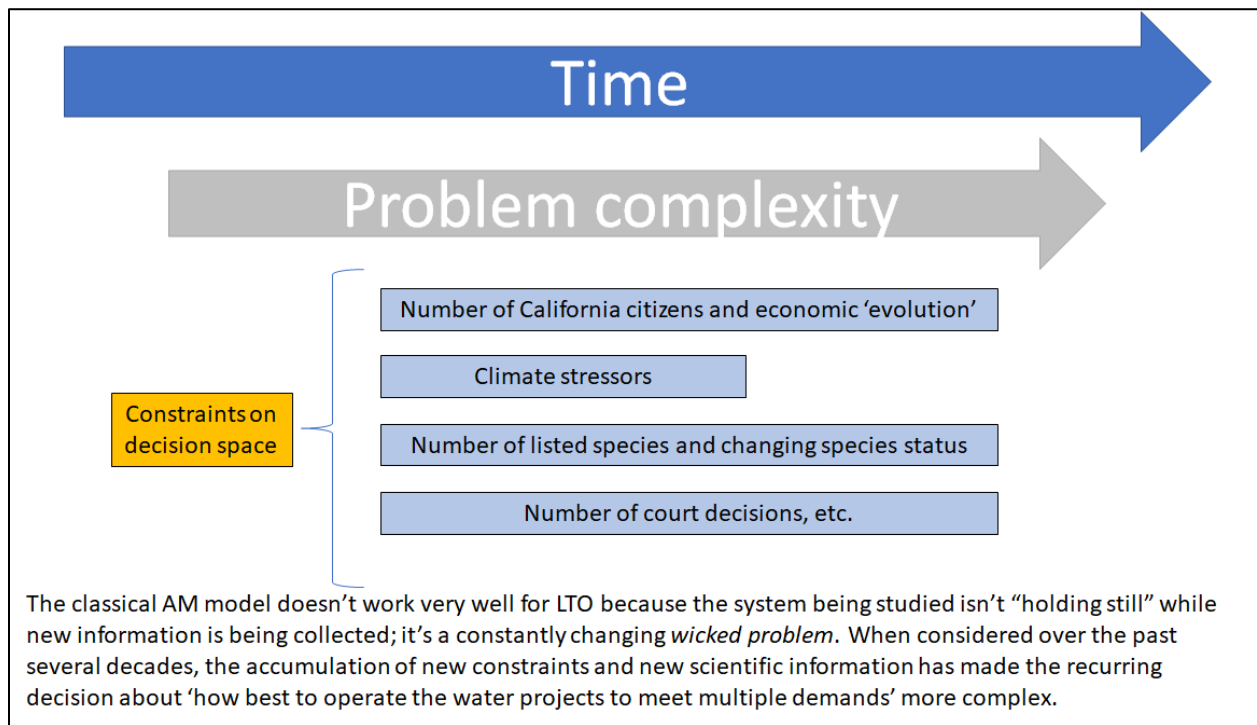 Time
Problem complexity
Number of California citizens and economic ‘evolution’
Climate stressors
Constraints on
decision space
Number of listed species and changing species status
Number of court decisions, etc.
The classical AM model doesn’t work very well for LTO because the system being studied isn’t “holding still” while
new information is being collected; it’s a constantly changing wicked problem. When considered over the past
several decades, the accumulation of new constraints and new scientific information has made the recurring
decision about ‘how best to operate the water projects to meet multiple demands’ more complex.